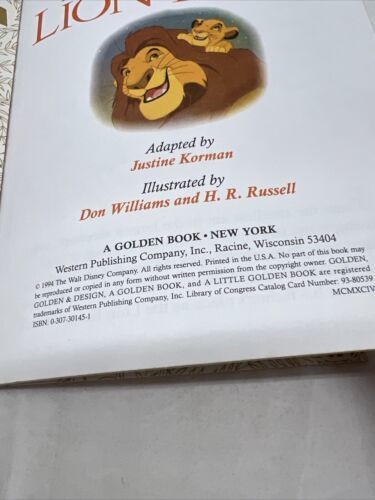 LION
Adapted by
Justine Korman
Illustrated by
Don Williams and H. R. Russell
A GOLDEN BOOK • NEW YORK
Western Publishing Company, Inc., Racine, Wisconsin 53404
© 1994 The Walt Disney Company. All rights reserved. Printed in the U.S.A. No part of this book may
be reproduced or copied in any form without written permission from the copyright owner. GOLDEN,
GOLDEN & DESIGN, A GOLDEN BOOK, and A LITTLE GOLDEN BOOK are registered
trademarks of Western Publishing Company, Inc. Library of Congress Catalog Card Number: 93-80539
ISBN: 0-307-30145-1
MCMXCIV